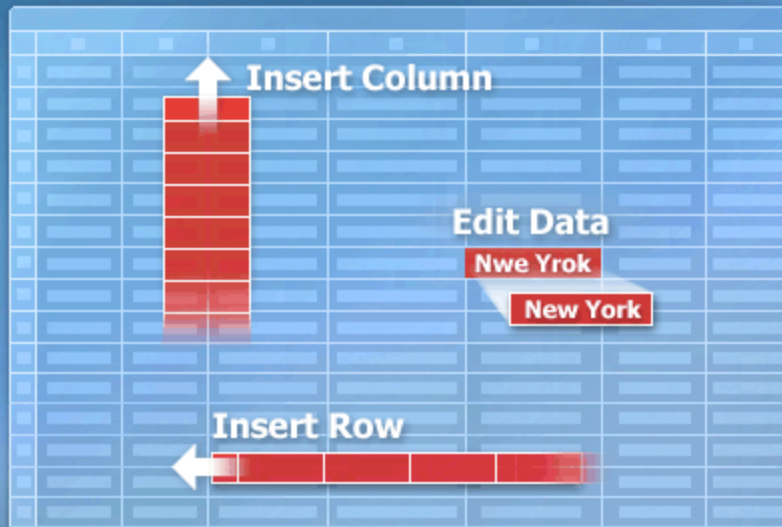 Insert Column
Edit Data
Nwe Yrok
New York
Insert Row